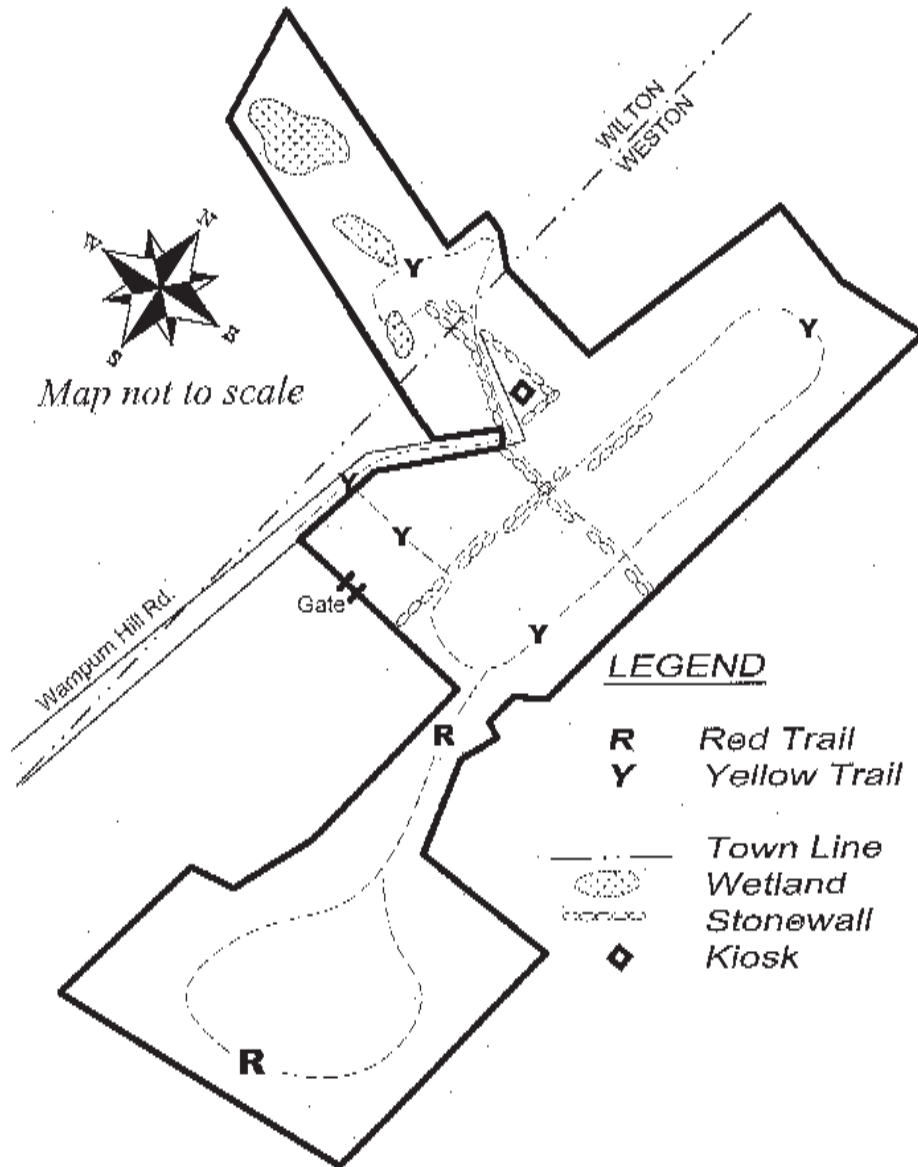 WILTON
WESTON
N
W
E
S
Map not to scale
Y
Y
Y
Y
Y
Gate
Wampum Hill Rd.
R
R
LEGEND
R Red Trail
Y Yellow Trail
Town Line
Wetland
Stonewall
Kiosk